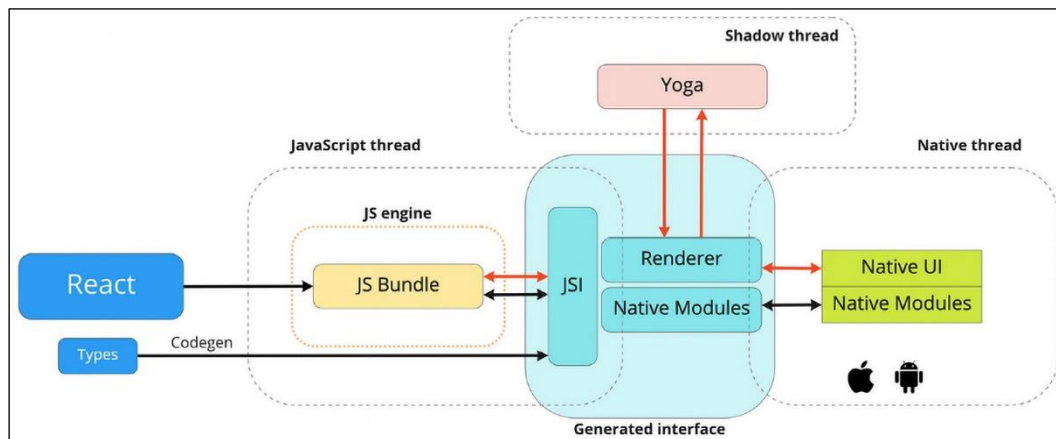 Shadow thread
Yoga
JavaScript thread
Native thread
JS engine
React
JS Bundle
JSI
Renderer
Native UI
Native Modules
Native Modules
Types
Codegen
Generated interface